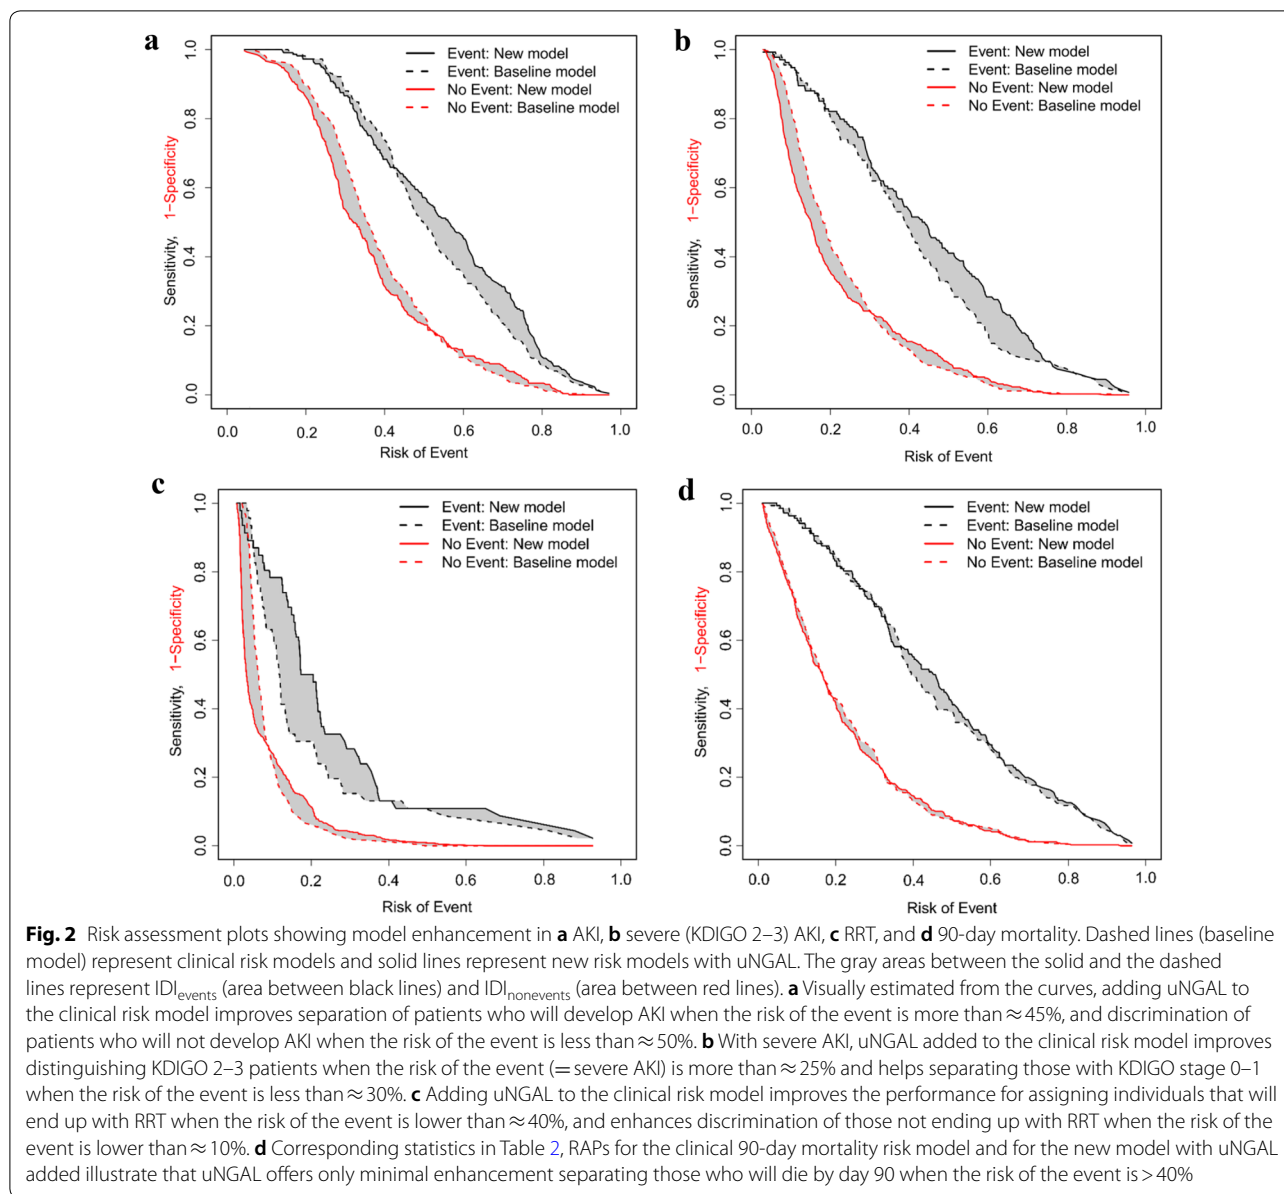 a
Event: New model
Event: Baseline model
No Event: New model
No Event: Baseline model
Sensitivity, 1−Specificity
1.0
0.8
0.6
0.4
0.2
0.0
0.0 0.2 0.4 0.6 0.8 1.0
Risk of Event
b
Event: New model
Event: Baseline model
No Event: New model
No Event: Baseline model
Sensitivity, 1−Specificity
1.0
0.8
0.6
0.4
0.2
0.0
0.0 0.2 0.4 0.6 0.8 1.0
Risk of Event
c
Event: New model
Event: Baseline model
No Event: New model
No Event: Baseline model
Sensitivity, 1−Specificity
1.0
0.8
0.6
0.4
0.2
0.0
0.0 0.2 0.4 0.6 0.8 1.0
Risk of Event
d
Event: New model
Event: Baseline model
No Event: New model
No Event: Baseline model
Sensitivity, 1−Specificity
1.0
0.8
0.6
0.4
0.2
0.0
0.0 0.2 0.4 0.6 0.8 1.0
Risk of Event
Fig. 2 Risk assessment plots showing model enhancement in a AKI, b severe (KDIGO 2–3) AKI, c RRT, and d 90-day mortality. Dashed lines (baseline
model) represent clinical risk models and solid lines represent new risk models with uNGAL. The gray areas between the solid and the dashed
lines represent IDIevents (area between black lines) and IDInonevents (area between red lines). a Visually estimated from the curves, adding uNGAL to
the clinical risk model improves separation of patients who will develop AKI when the risk of the event is more than ≈ 45%, and discrimination of
patients who will not develop AKI when the risk of the event is less than ≈ 50%. b With severe AKI, uNGAL added to the clinical risk model improves
distinguishing KDIGO 2–3 patients when the risk of the event (= severe AKI) is more than ≈ 25% and helps separating those with KDIGO stage 0–1
when the risk of the event is less than ≈ 30%. c Adding uNGAL to the clinical risk model improves the performance for assigning individuals that will
end up with RRT when the risk of the event is lower than ≈ 40%, and enhances discrimination of those not ending up with RRT when the risk of the
event is lower than ≈ 10%. d Corresponding statistics in Table 2, RAPs for the clinical 90-day mortality risk model and for the new model with uNGAL
added illustrate that uNGAL offers only minimal enhancement separating those who will die by day 90 when the risk of the event is > 40%